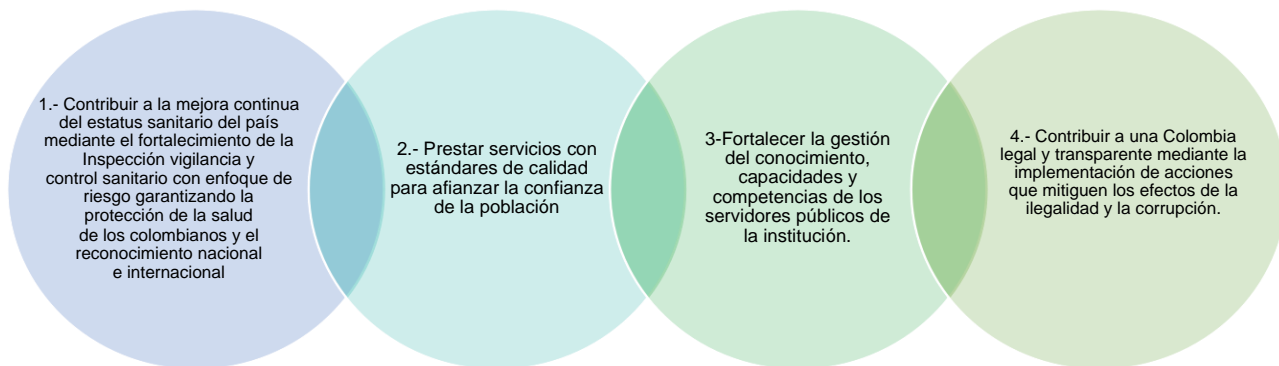 1.- Contribuir a la mejora continua
del estatus sanitario del país
mediante el fortalecimiento de la
Inspección vigilancia y
control sanitario con enfoque de
riesgo garantizando la
protección de la salud
de los colombianos y el
reconocimiento nacional
e internacional
2.- Prestar servicios con
estándares de calidad
para afianzar la confianza
de la población
3-Fortalecer la gestión
del conocimiento,
capacidades y
competencias de los
servidores públicos de
la institución.
4.- Contribuir a una Colombia
legal y transparente mediante la
implementación de acciones
que mitiguen los efectos de la
ilegalidad y la corrupción.